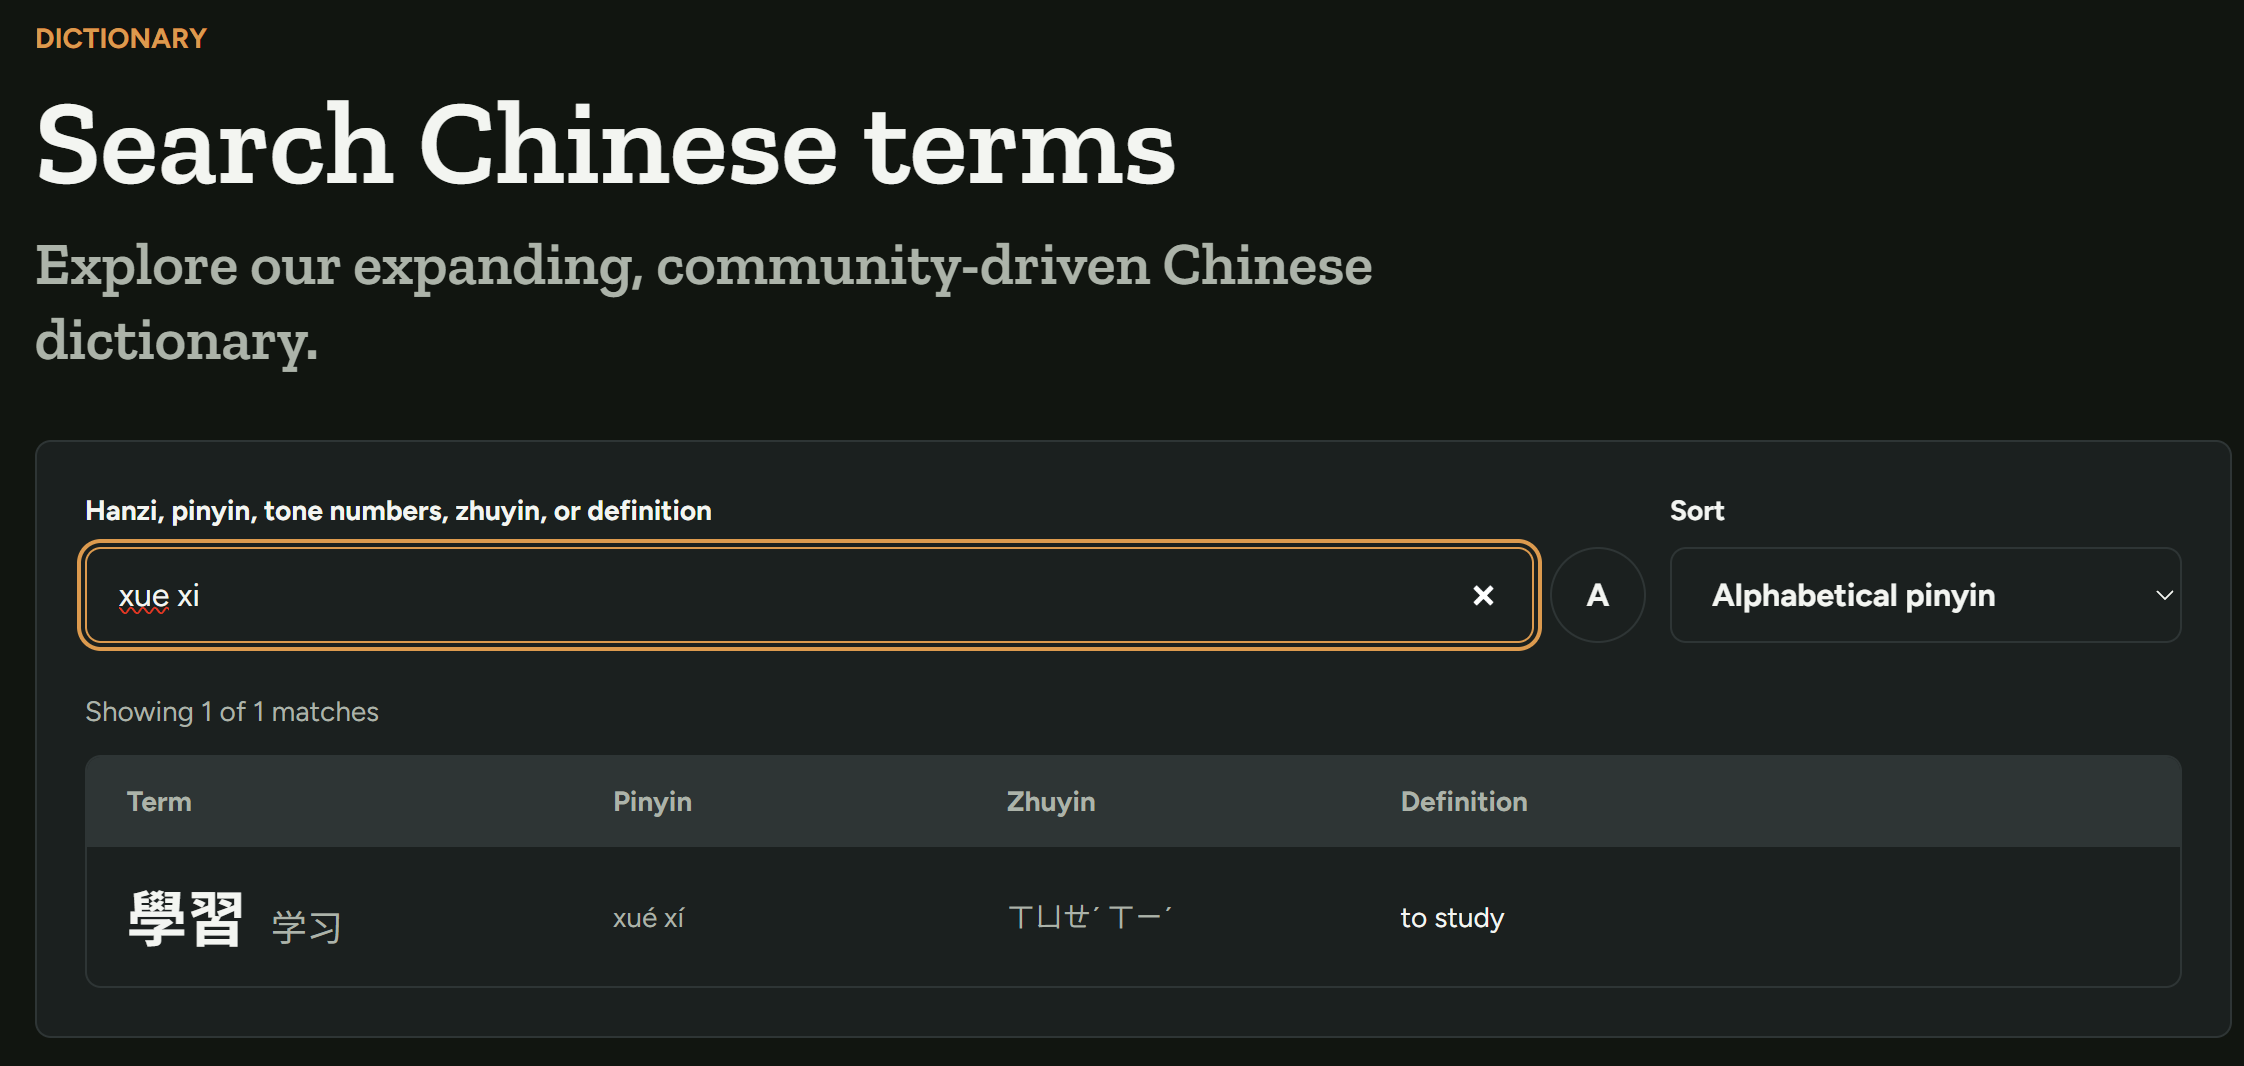 DICTIONARY
Search Chinese terms
Explore our expanding, community-driven Chinese
dictionary.
Hanzi, pinyin, tone numbers, zhuyin, or definition
Sort
xue xi
A
Alphabetical pinyin
Showing 1 of 1 matches
Term Pinyin Zhuyin Definition
學習 学习 xué xí ㄒㄩㄝˊ ㄒㄧˊ to study